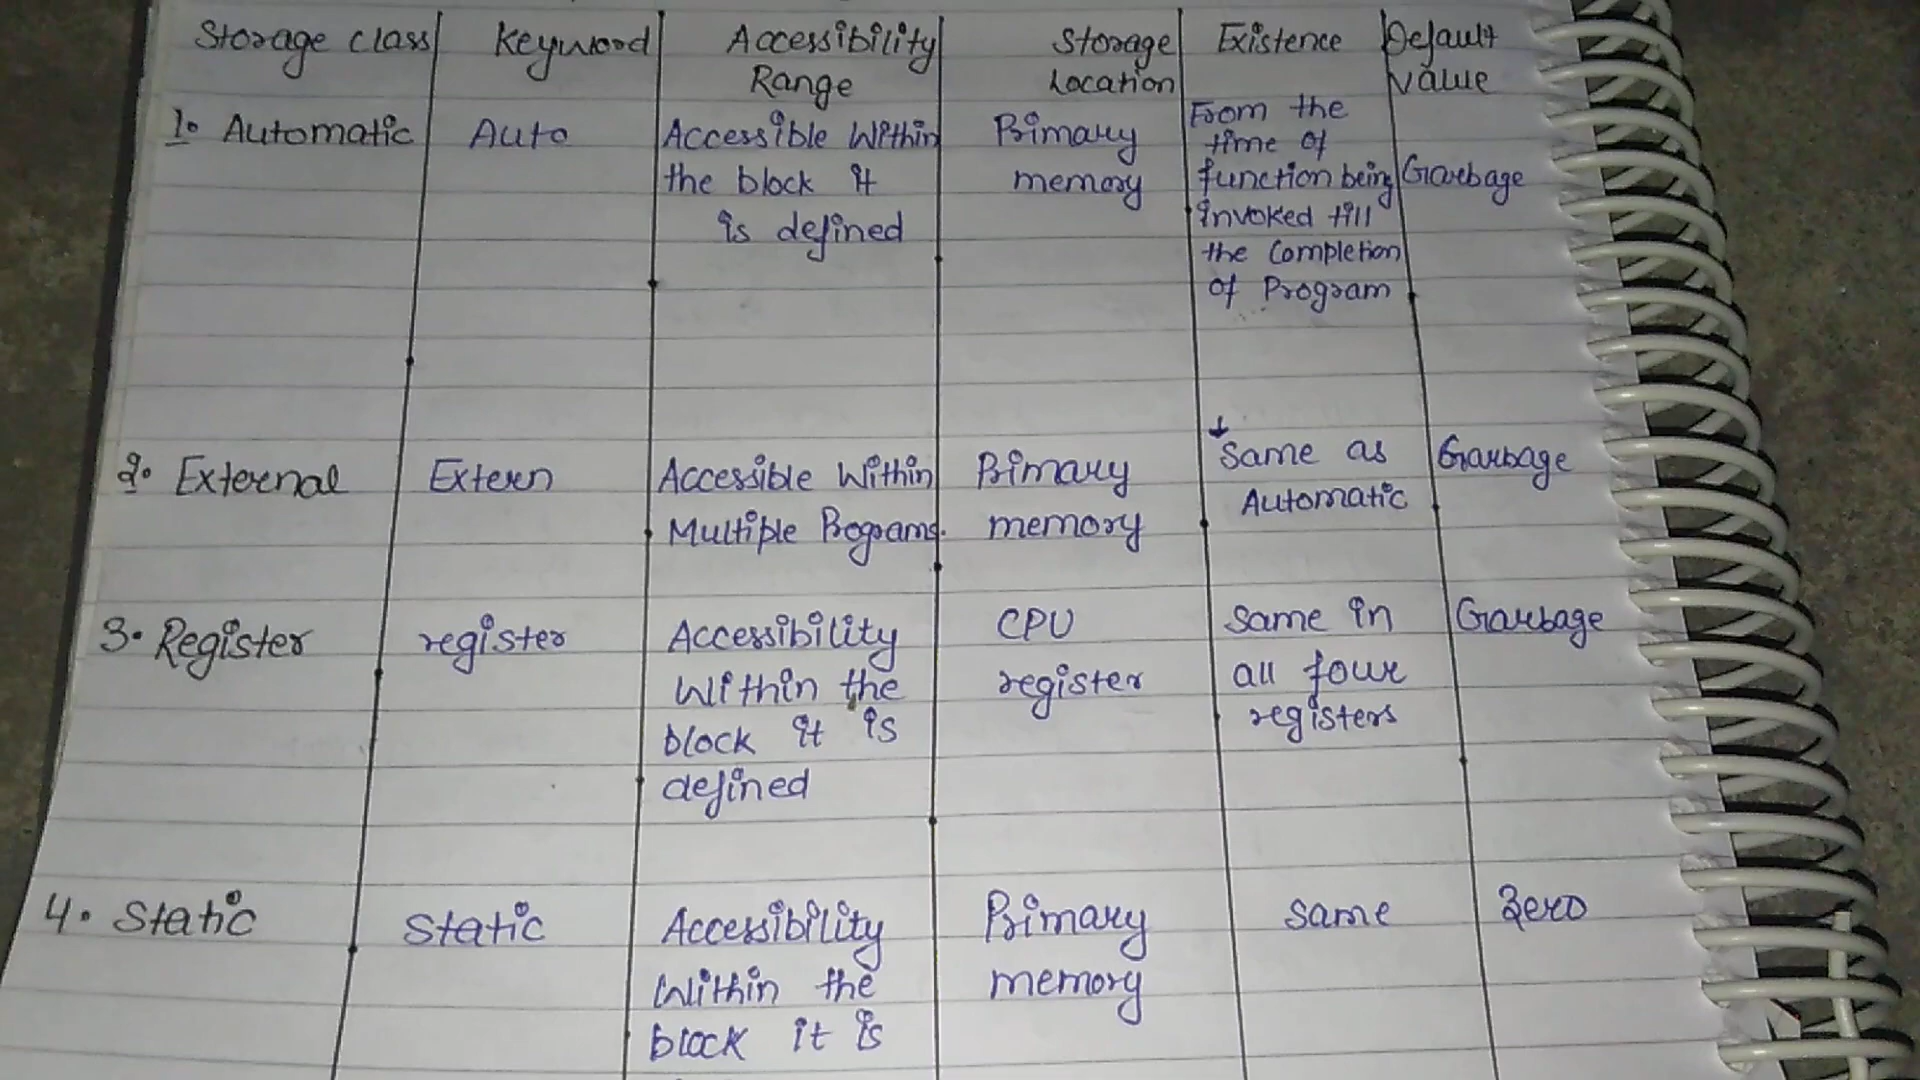 Storage class Keyword Accessibility Range Storage Location Existence Default value
1. Automatic
Auto
Accessible Within
the block it
is defined
Primary
memory
From the
time of
function being
invoked till
the Completion
of Program
Garbage
2. External
Extern
Accessible Within
Multiple Programs.
Primary
memory
Same as
Automatic
Garbage
3. Register
register
Accessibility
Within the
block it is
defined
CPU
register
Same in
all four
registers
Garbage
4. Static
Static
Accessibility
Within the
block it is
Primary
memory
Same
Zero